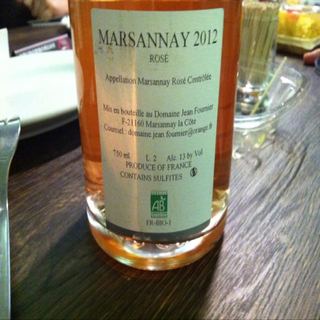 MARSANNAY 2012
ROSÉ
Appellation Marsannay Rosé Contrôlée
Mis en bouteille au Domaine Jean Fournier
F-21160 Marsannay la Côte
Courriel : domaine.jean.fournier@orange.fr
750 ml L. 2 Alc. 13 by Vol.
PRODUCE OF FRANCE
CONTAINS SULFITES
AB
FR-BIO-1